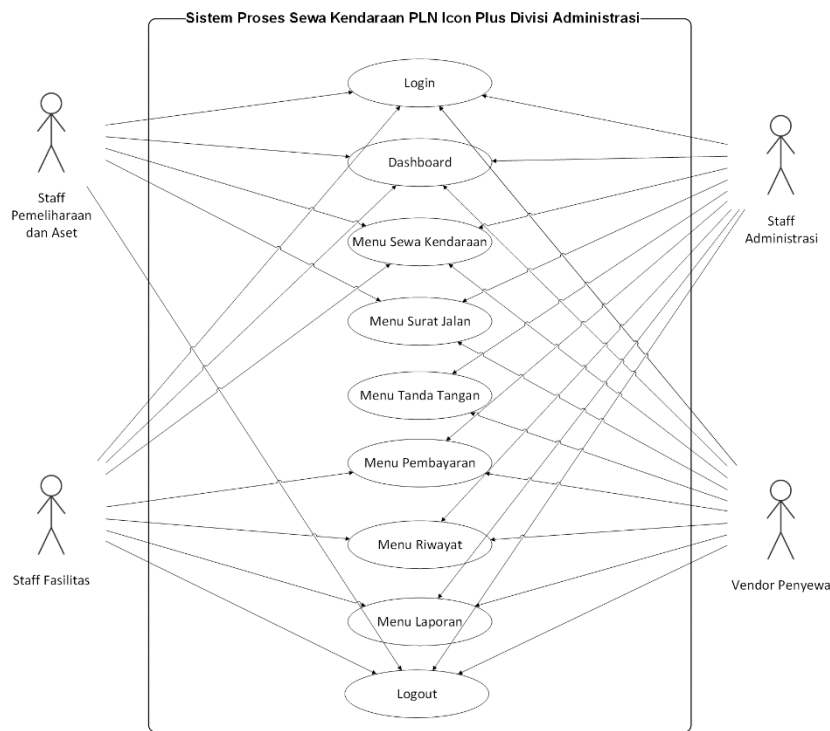 Sistem Proses Sewa Kendaraan PLN Icon Plus Divisi Administrasi
Login
Dashboard
Menu Sewa Kendaraan
Menu Surat Jalan
Menu Tanda Tangan
Menu Pembayaran
Menu Riwayat
Menu Laporan
Logout
Staff
Pemeliharaan
dan Aset
Staff Fasilitas
Staff
Administrasi
Vendor Penyewa